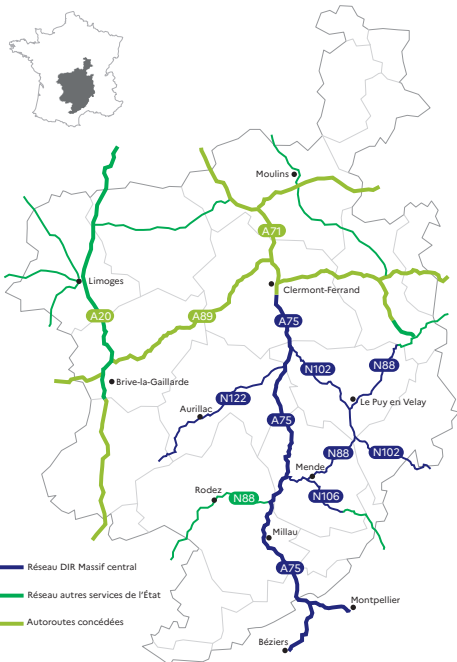 Moulins
A71
Limoges
Clermont-Ferrand
A20
A89
A75
N102
N88
Brive-la-Gaillarde
N122
Le Puy en Velay
Aurillac
A75
N88
N102
Mende
Rodez
N88
N106
Millau
A75
Réseau DIR Massif central
Réseau autres services de l'État
Montpellier
Autoroutes concédées
Béziers